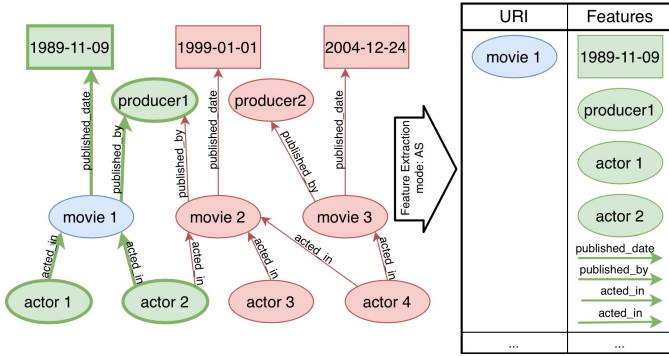 1989-11-09
1999-01-01
2004-12-24
published_date
published_date
published_date
producer1
producer2
published_by
published_by
published_by
movie 1
movie 2
movie 3
acted_in
acted_in
acted_in
acted_in
acted_in
acted_in
actor 1
actor 2
actor 3
actor 4
Feature Extraction
mode: AS
URI
Features
movie 1
1989-11-09
producer1
actor 1
actor 2
published_date
published_by
acted_in
acted_in
...
...